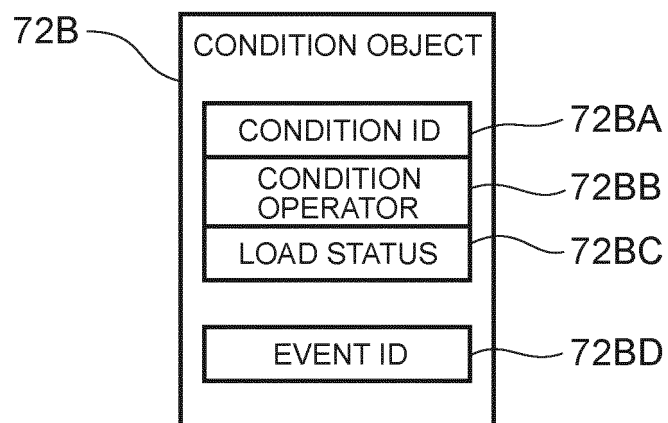 72B
CONDITION OBJECT
CONDITION ID
72BA
CONDITION
OPERATOR
72BB
LOAD STATUS
72BC
EVENT ID
72BD